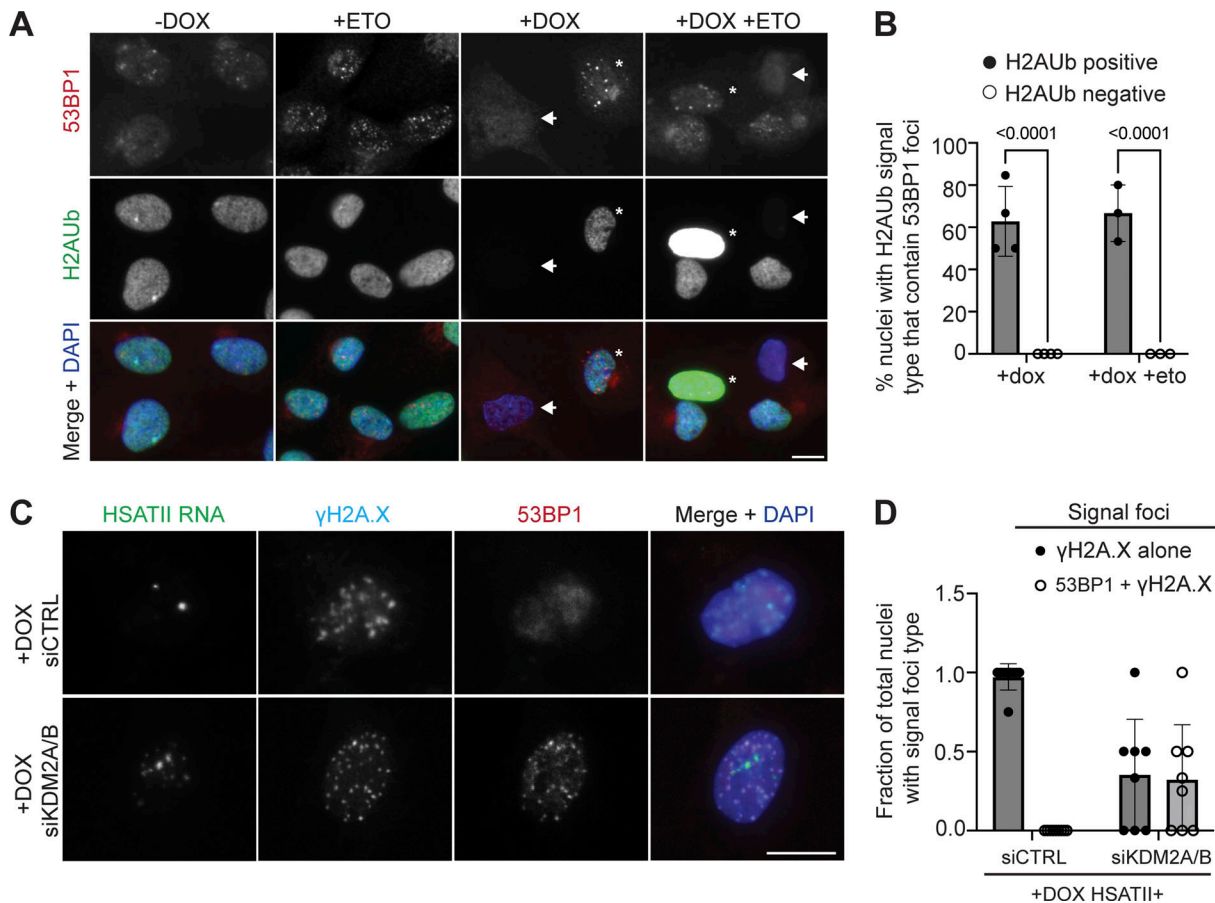 A
-DOX
+ETO
+DOX
+DOX +ETO
53BP1
H2AUb
Merge + DAPI
*
*
*
*
*
*
B
H2AUb positive
H2AUb negative
<0.0001
<0.0001
% nuclei with H2AUb signal
type that contain 53BP1 foci
100
80
60
40
20
0
+dox
+dox +eto
C
HSATII RNA
γH2A.X
53BP1
Merge + DAPI
+DOX
siCTRL
+DOX
siKDM2A/B
D
Signal foci
γH2A.X alone
53BP1 + γH2A.X
Fraction of total nuclei
with signal foci type
1.5
1.0
0.5
0.0
siCTRL
siKDM2A/B
+DOX HSATII+